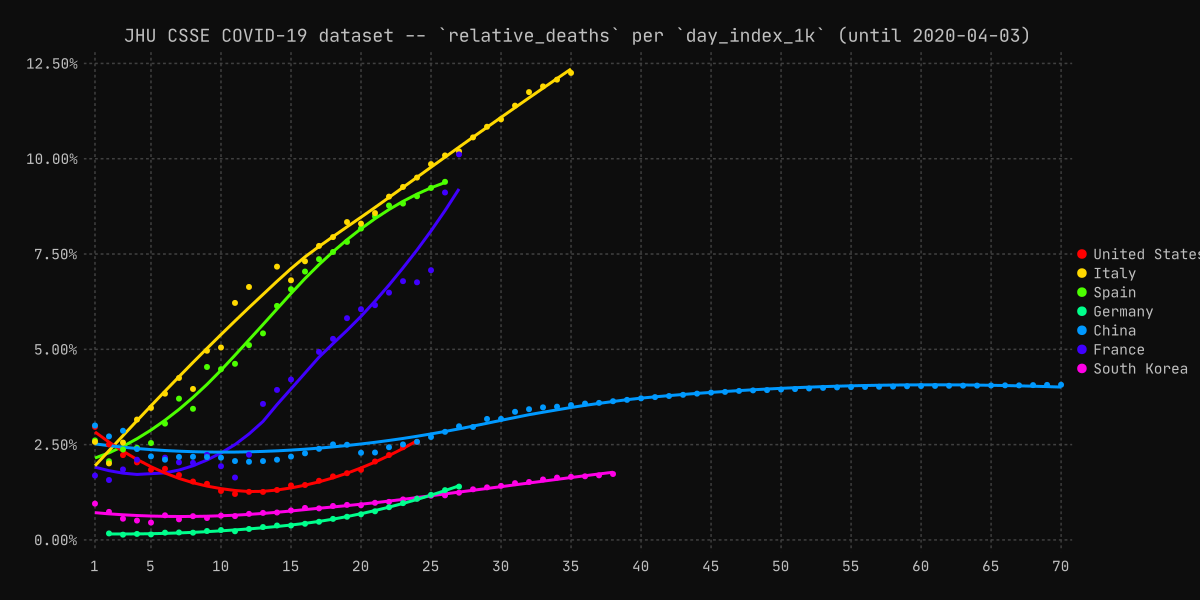 JHU CSSE COVID-19 dataset -- `relative_deaths` per `day_index_1k` (until 2020-04-03)
12.50%
10.00%
7.50%
5.00%
2.50%
0.00%
1 5 10 15 20 25 30 35 40 45 50 55 60 65 70
United States
Italy
Spain
Germany
China
France
South Korea